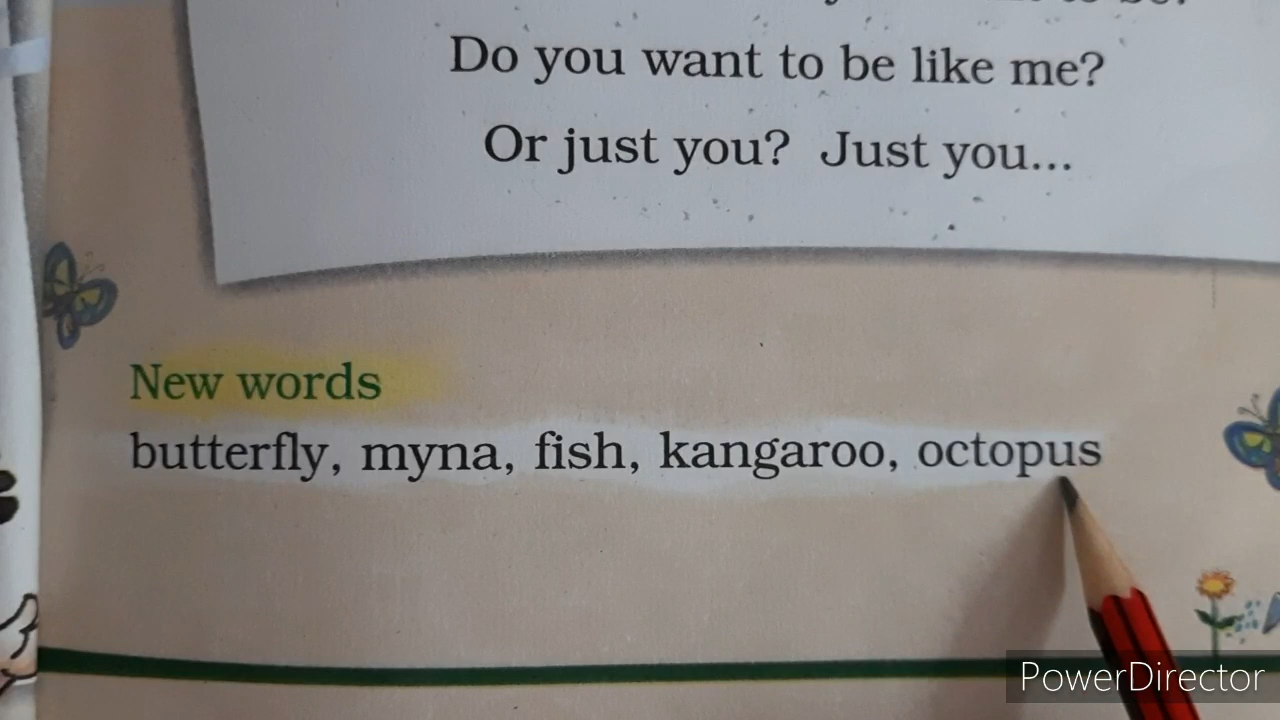 Do you want to be like me?
Or just you? Just you...
New words
butterfly, myna, fish, kangaroo, octopus
PowerDirector